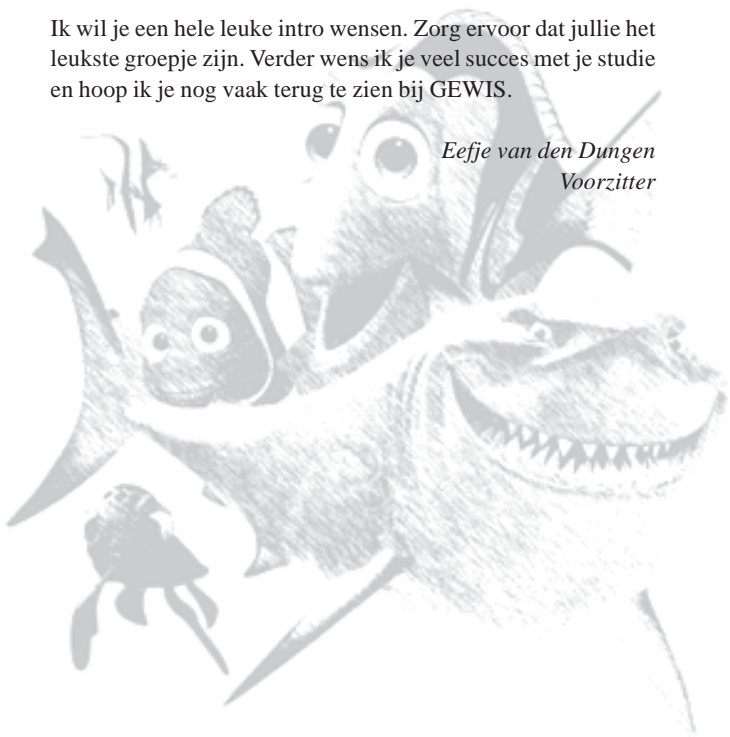 Ik wil je een hele leuke intro wensen. Zorg ervoor dat jullie het
leukste groepje zijn. Verder wens ik je veel succes met je studie
en hoop ik je nog vaak terug te zien bij GEWIS.
Eefje van den Dungen
Voorzitter